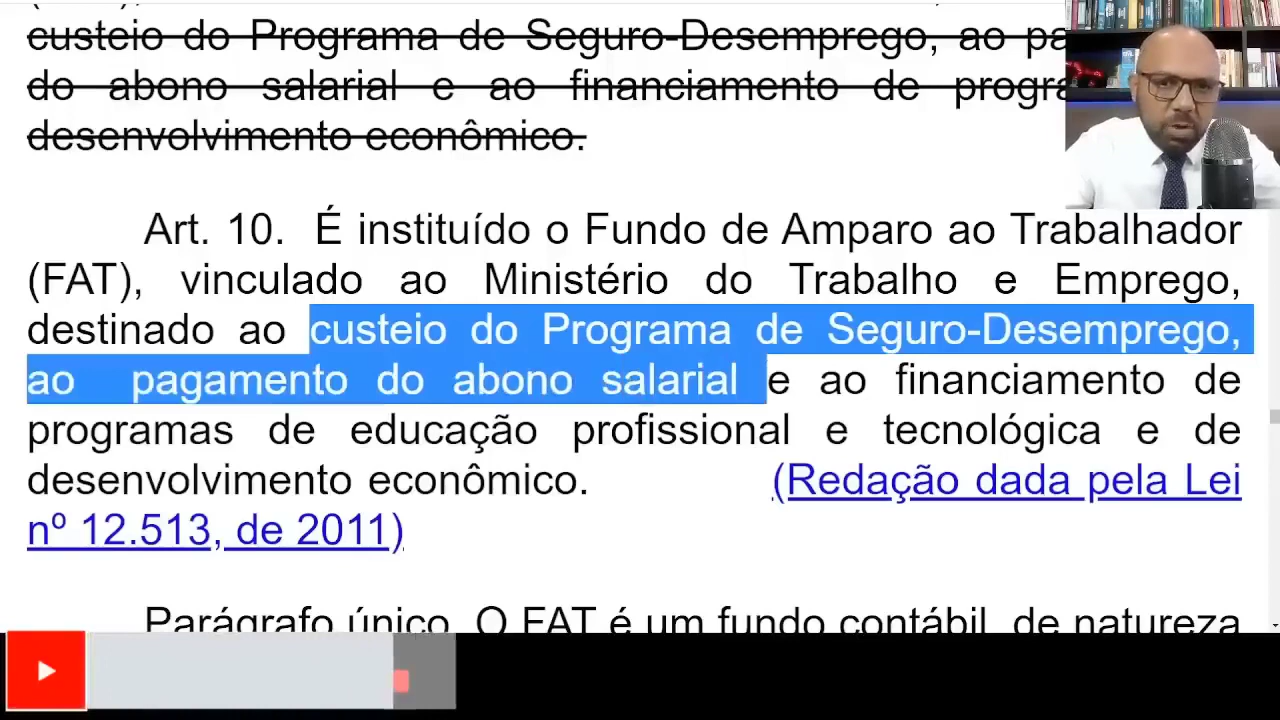 custeio do Programa de Seguro-Desemprego, ao
do abono salarial e ao financiamento de
desenvolvimento econômico.
Art. 10. É instituído o Fundo de Amparo ao Trabalhador
(FAT), vinculado ao Ministério do Trabalho e Emprego,
destinado ao custeio do Programa de Seguro-Desemprego,
ao pagamento do abono salarial e ao financiamento de
programas de educação profissional e tecnológica e de
desenvolvimento econômico. (Redação dada pela Lei
nº 12.513, de 2011)
Parágrafo único. O FAT é um fundo contábil, de natureza